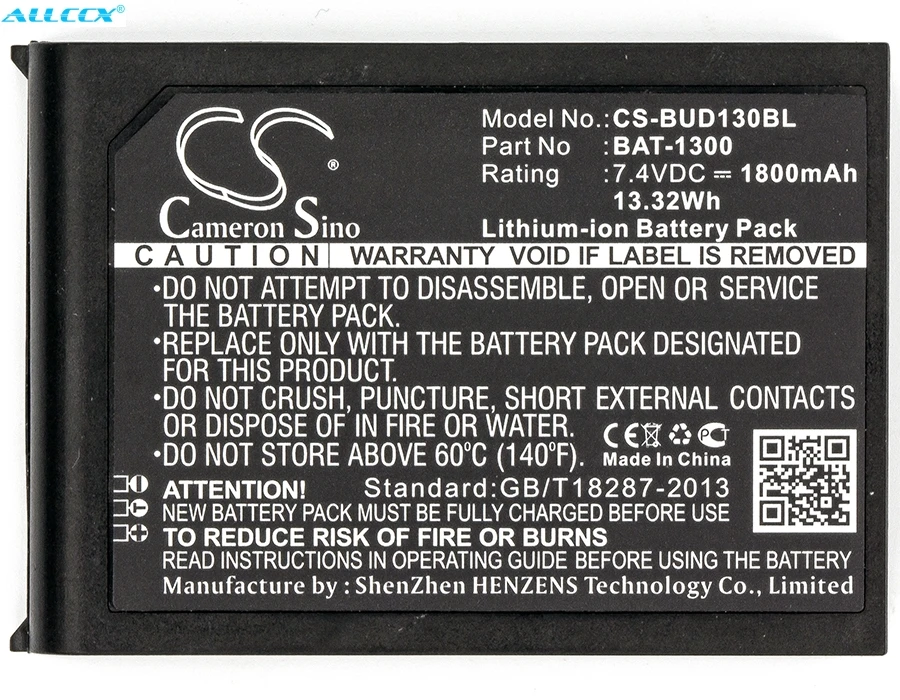 ALLCCX®
CS®
Cameron Sino
Model No.:CS-BUD130BL
Part No :BAT-1300
Rating :7.4VDC ⎓ 1800mAh
13.32Wh
Lithium-ion Battery Pack
CAUTION WARRANTY VOID IF LABEL IS REMOVED
•DO NOT ATTEMPT TO DISASSEMBLE, OPEN OR SERVICE
THE BATTERY PACK.
•REPLACE ONLY WITH THE BATTERY PACK DESIGNATED
FOR THIS PRODUCT.
•DO NOT CRUSH, PUNCTURE, SHORT EXTERNAL CONTACTS
OR DISPOSE OF IN FIRE OR WATER.
•DO NOT STORE ABOVE 60°C (140°F).
CE PCT
Made In China
ATTENTION! Standard:GB/T18287-2013
NEW BATTERY PACK MUST BE FULLY CHARGED BEFORE USE
TO REDUCE RISK OF FIRE OR BURNS
READ INSTRUCTIONS IN OPERATING GUIDE BEFORE USING THE BATTERY
Manufacture by : ShenZhen HENZENS Technology Co., Limited